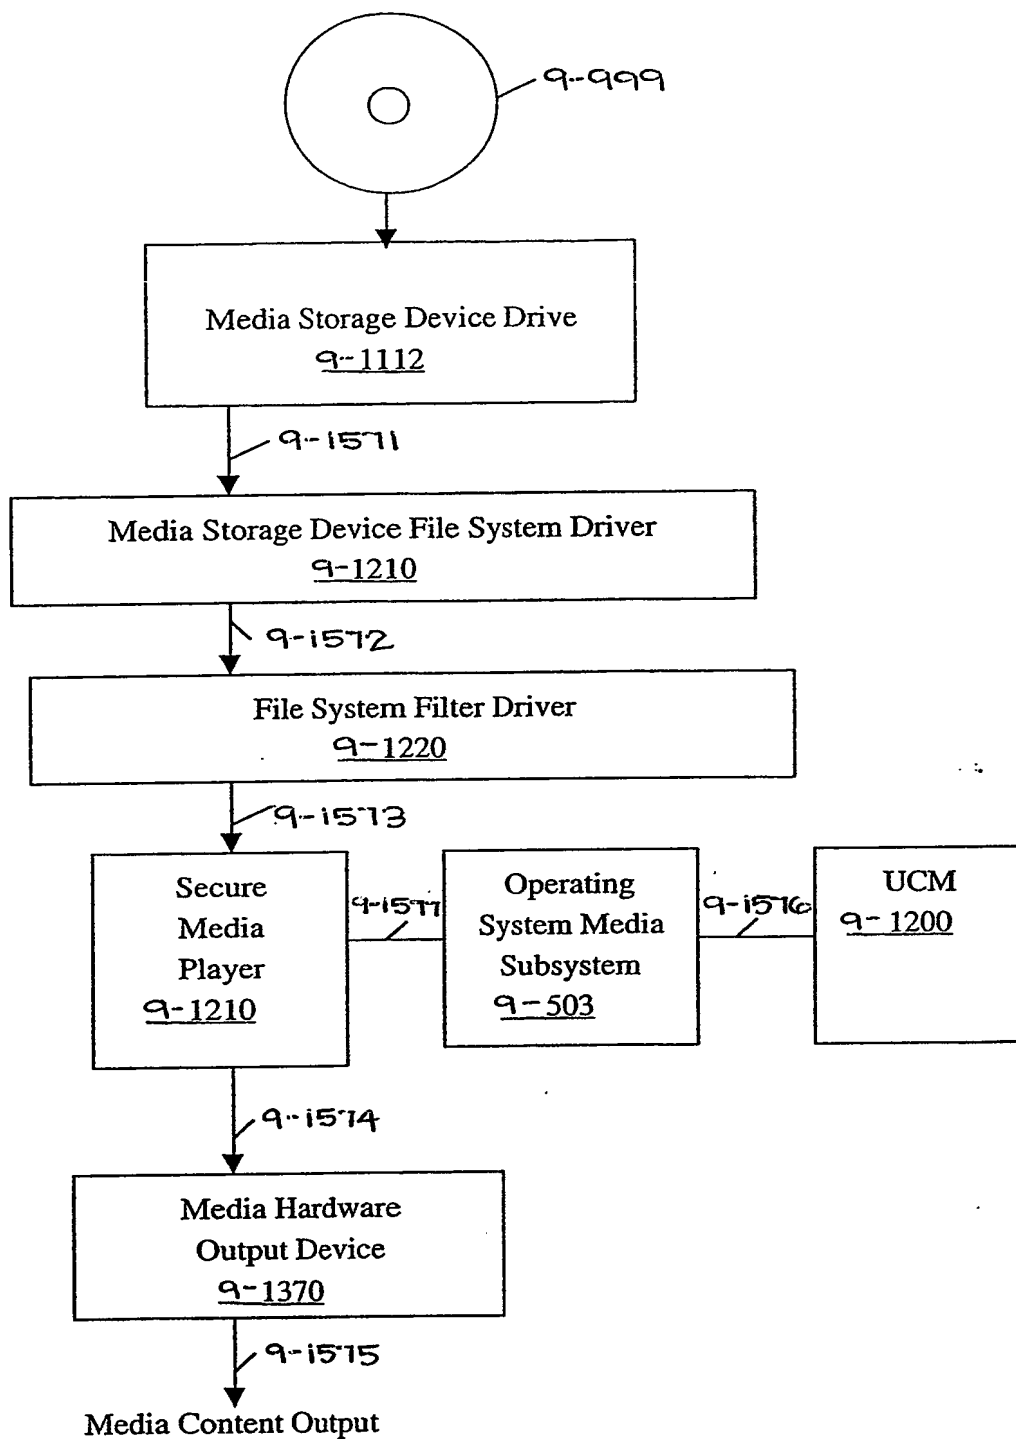 9-999
Media Storage Device Drive
9-1112
9-1571
Media Storage Device File System Driver
9-1210
9-1572
File System Filter Driver
9-1220
9-1573
Secure
Media
Player
9-1210
9-1577
Operating
System Media
Subsystem
9-503
9-1576
UCM
9-1200
9-1574
Media Hardware
Output Device
9-1370
9-1575
Media Content Output